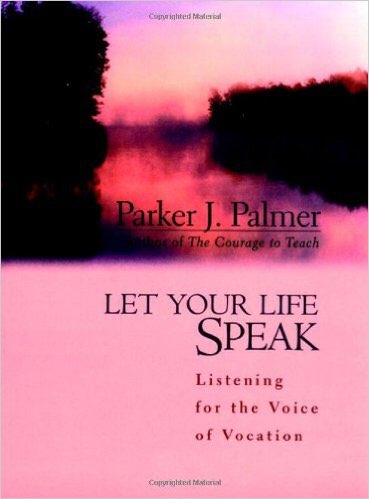 Copyrighted Material
Parker J. Palmer
Author of The Courage to Teach
LET YOUR LIFE
SPEAK
Listening
for the Voice
of Vocation
Copyrighted Material